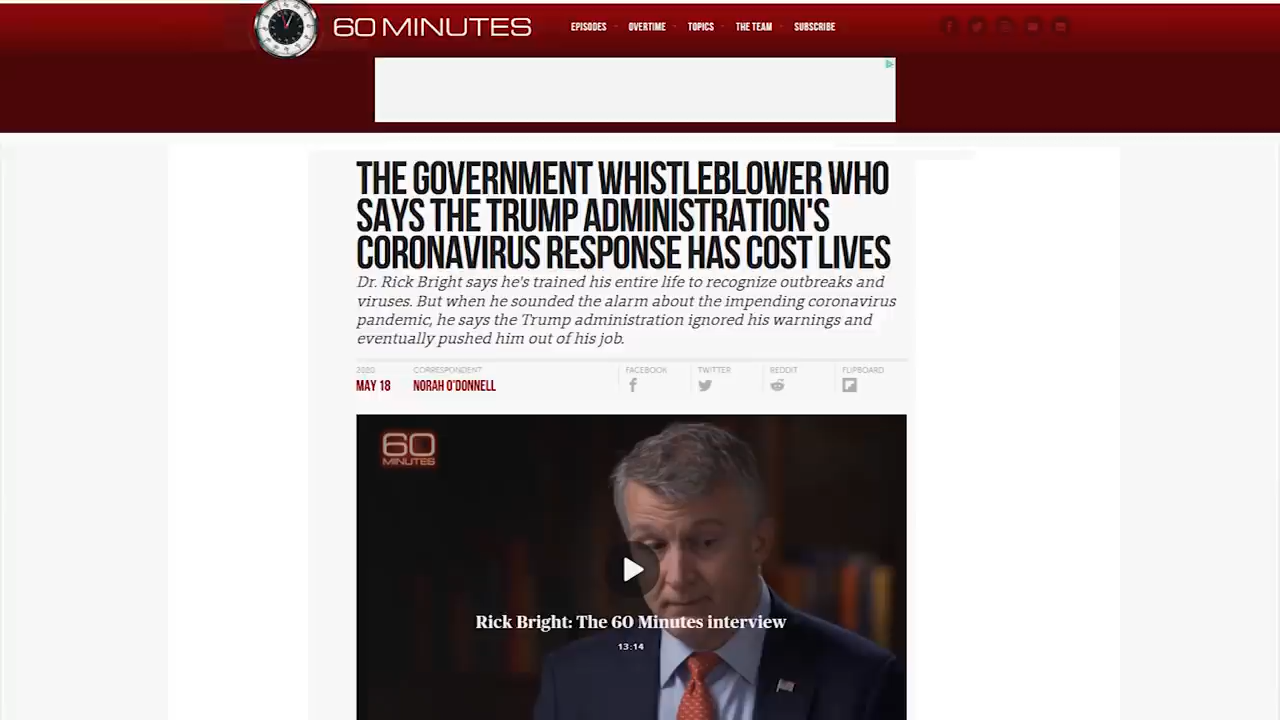 60 MINUTES
EPISODES OVERTIME TOPICS THE TEAM SUBSCRIBE
THE GOVERNMENT WHISTLEBLOWER WHO
SAYS THE TRUMP ADMINISTRATION'S
CORONAVIRUS RESPONSE HAS COST LIVES
Dr. Rick Bright says he's trained his entire life to recognize outbreaks and
viruses. But when he sounded the alarm about the impending coronavirus
pandemic, he says the Trump administration ignored his warnings and
eventually pushed him out of his job.
2020 CORRESPONDENT FACEBOOK TWITTER REDDIT FLIPBOARD
MAY 18 NORAH O'DONNELL
60
MINUTES
Rick Bright: The 60 Minutes interview
13:14